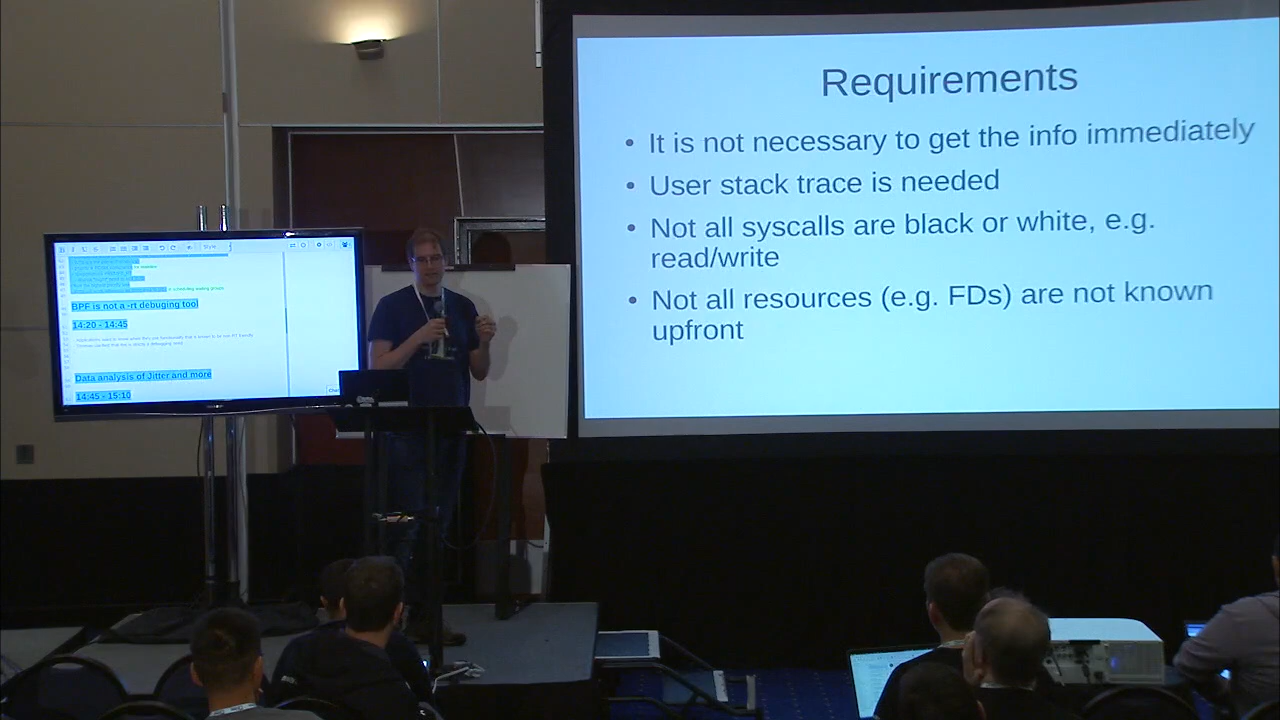 Requirements
It is not necessary to get the info immediately
User stack trace is needed
Not all syscalls are black or white, e.g.
read/write
Not all resources (e.g. FDs) are not known
upfront
Style
BPF is not a -rt debuging tool
14:20 - 14:45
Data analysis of Jitter and more
14:45 - 15:10